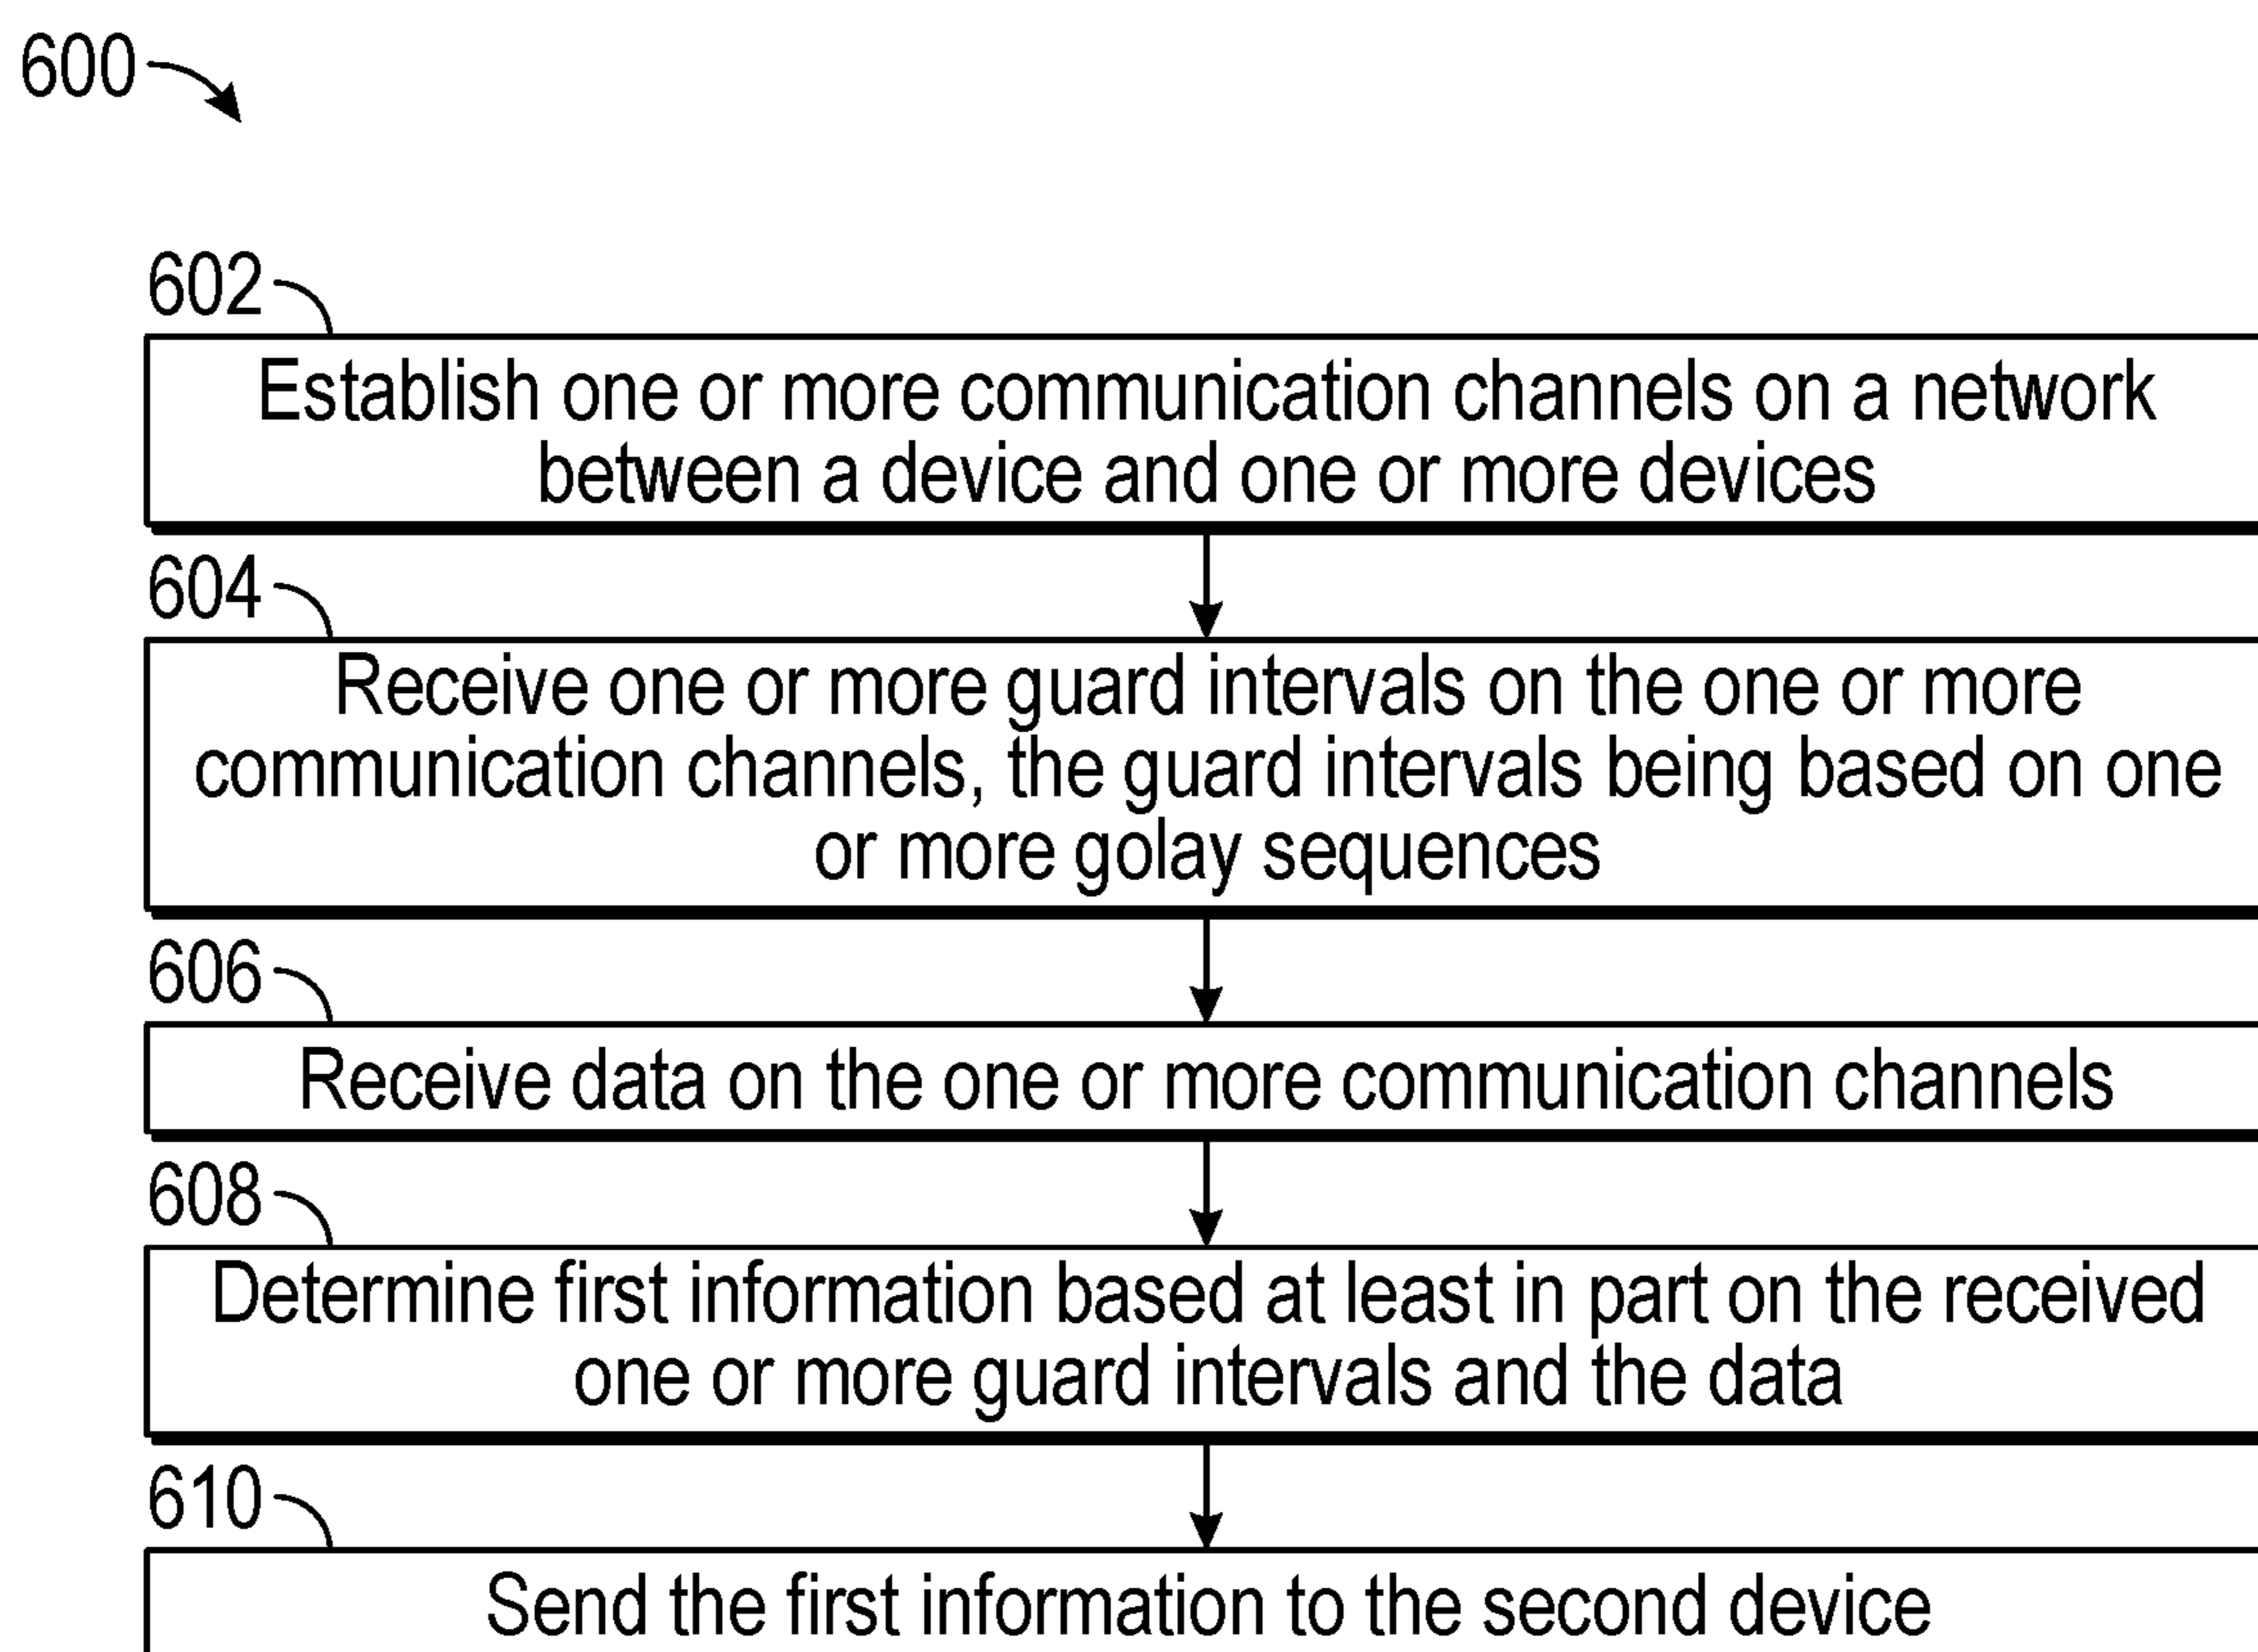 600
602
Establish one or more communication channels on a network
between a device and one or more devices
604
Receive one or more guard intervals on the one or more
communication channels, the guard intervals being based on one
or more golay sequences
606
Receive data on the one or more communication channels
608
Determine first information based at least in part on the received
one or more guard intervals and the data
610
Send the first information to the second device